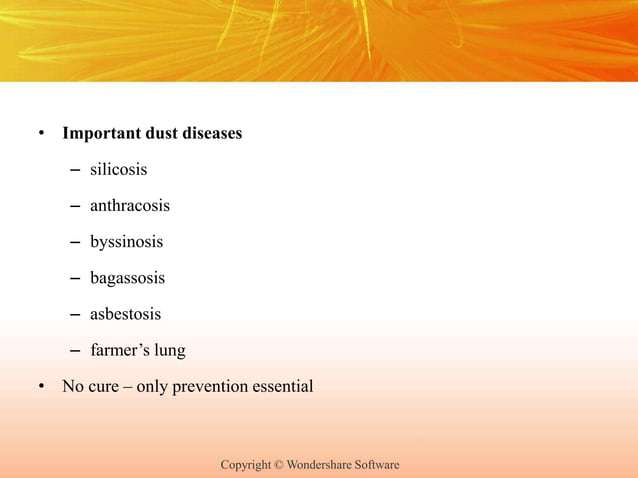 • Important dust diseases
– silicosis
– anthracosis
– byssinosis
– bagassosis
– asbestosis
– farmer’s lung
• No cure – only prevention essential
Copyright © Wondershare Software